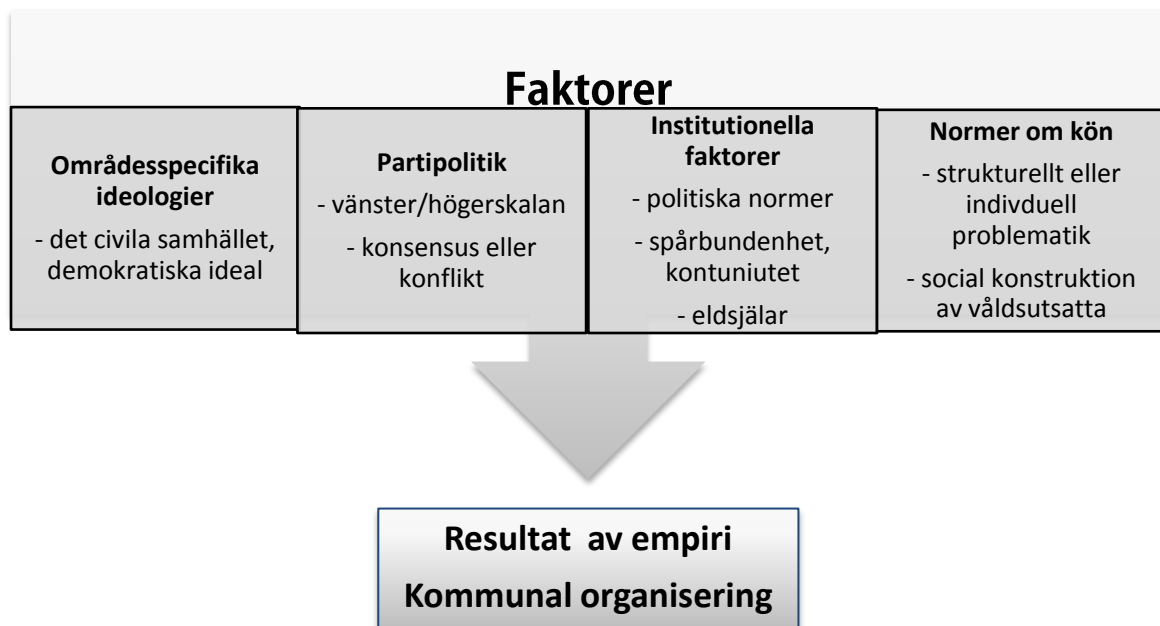 Faktorer
Områdesspecifika
ideologier
- det civila samhället,
demokratiska ideal
Partipolitik
- vänster/högerskalan
- konsensus eller
konflikt
Institutionella
faktorer
- politiska normer
- spårbundenhet,
kontuniutet
- eldsjälar
Normer om kön
- strukturellt eller
indivduell
problematik
- social konstruktion
av våldsutsatta
Resultat av empiri
Kommunal organisering